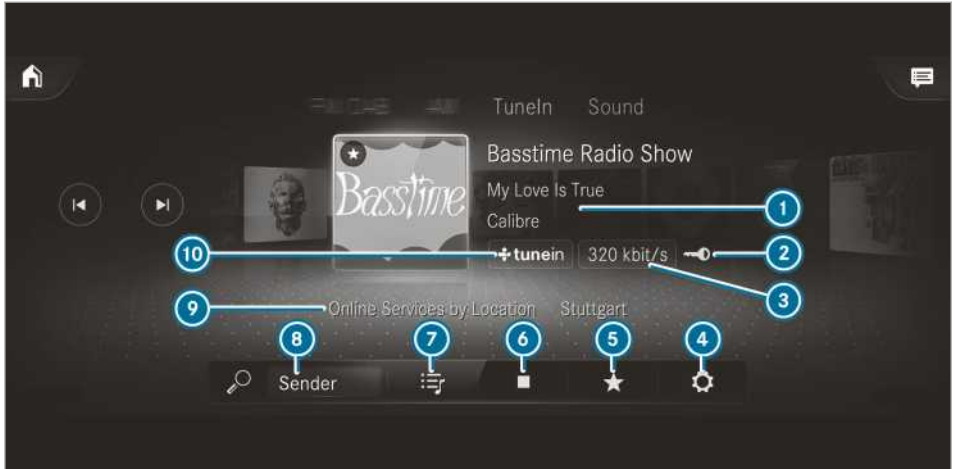 TuneIn Sound
Basstime Radio Show
My Love Is True
Calibre
Basstime
tunein 320 kbit/s
1
2
3
10
9
Online Services by Location Stuttgart
8 7 6 5 4
Sender